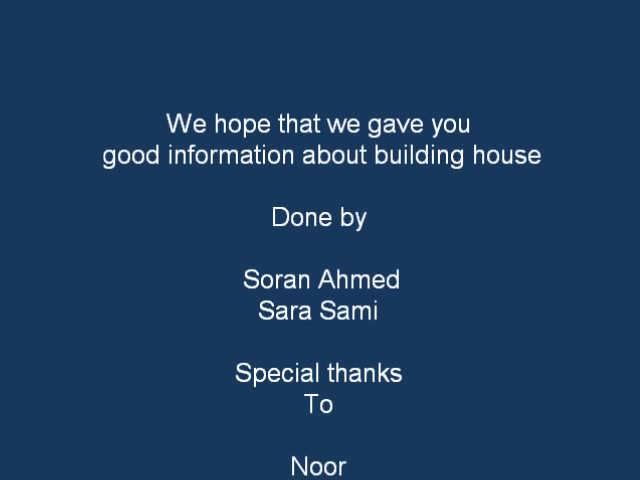 We hope that we gave you
good information about building house
Done by
Soran Ahmed
Sara Sami
Special thanks
To
Noor